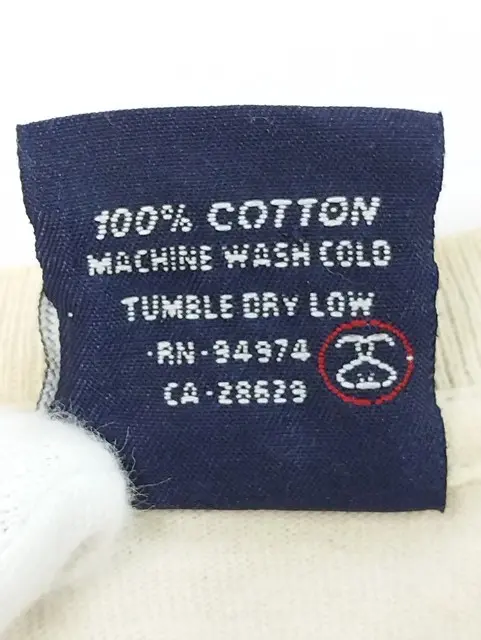 100% COTTON
MACHINE WASH COLD
TUMBLE DRY LOW
·RN·94974
CA·28629